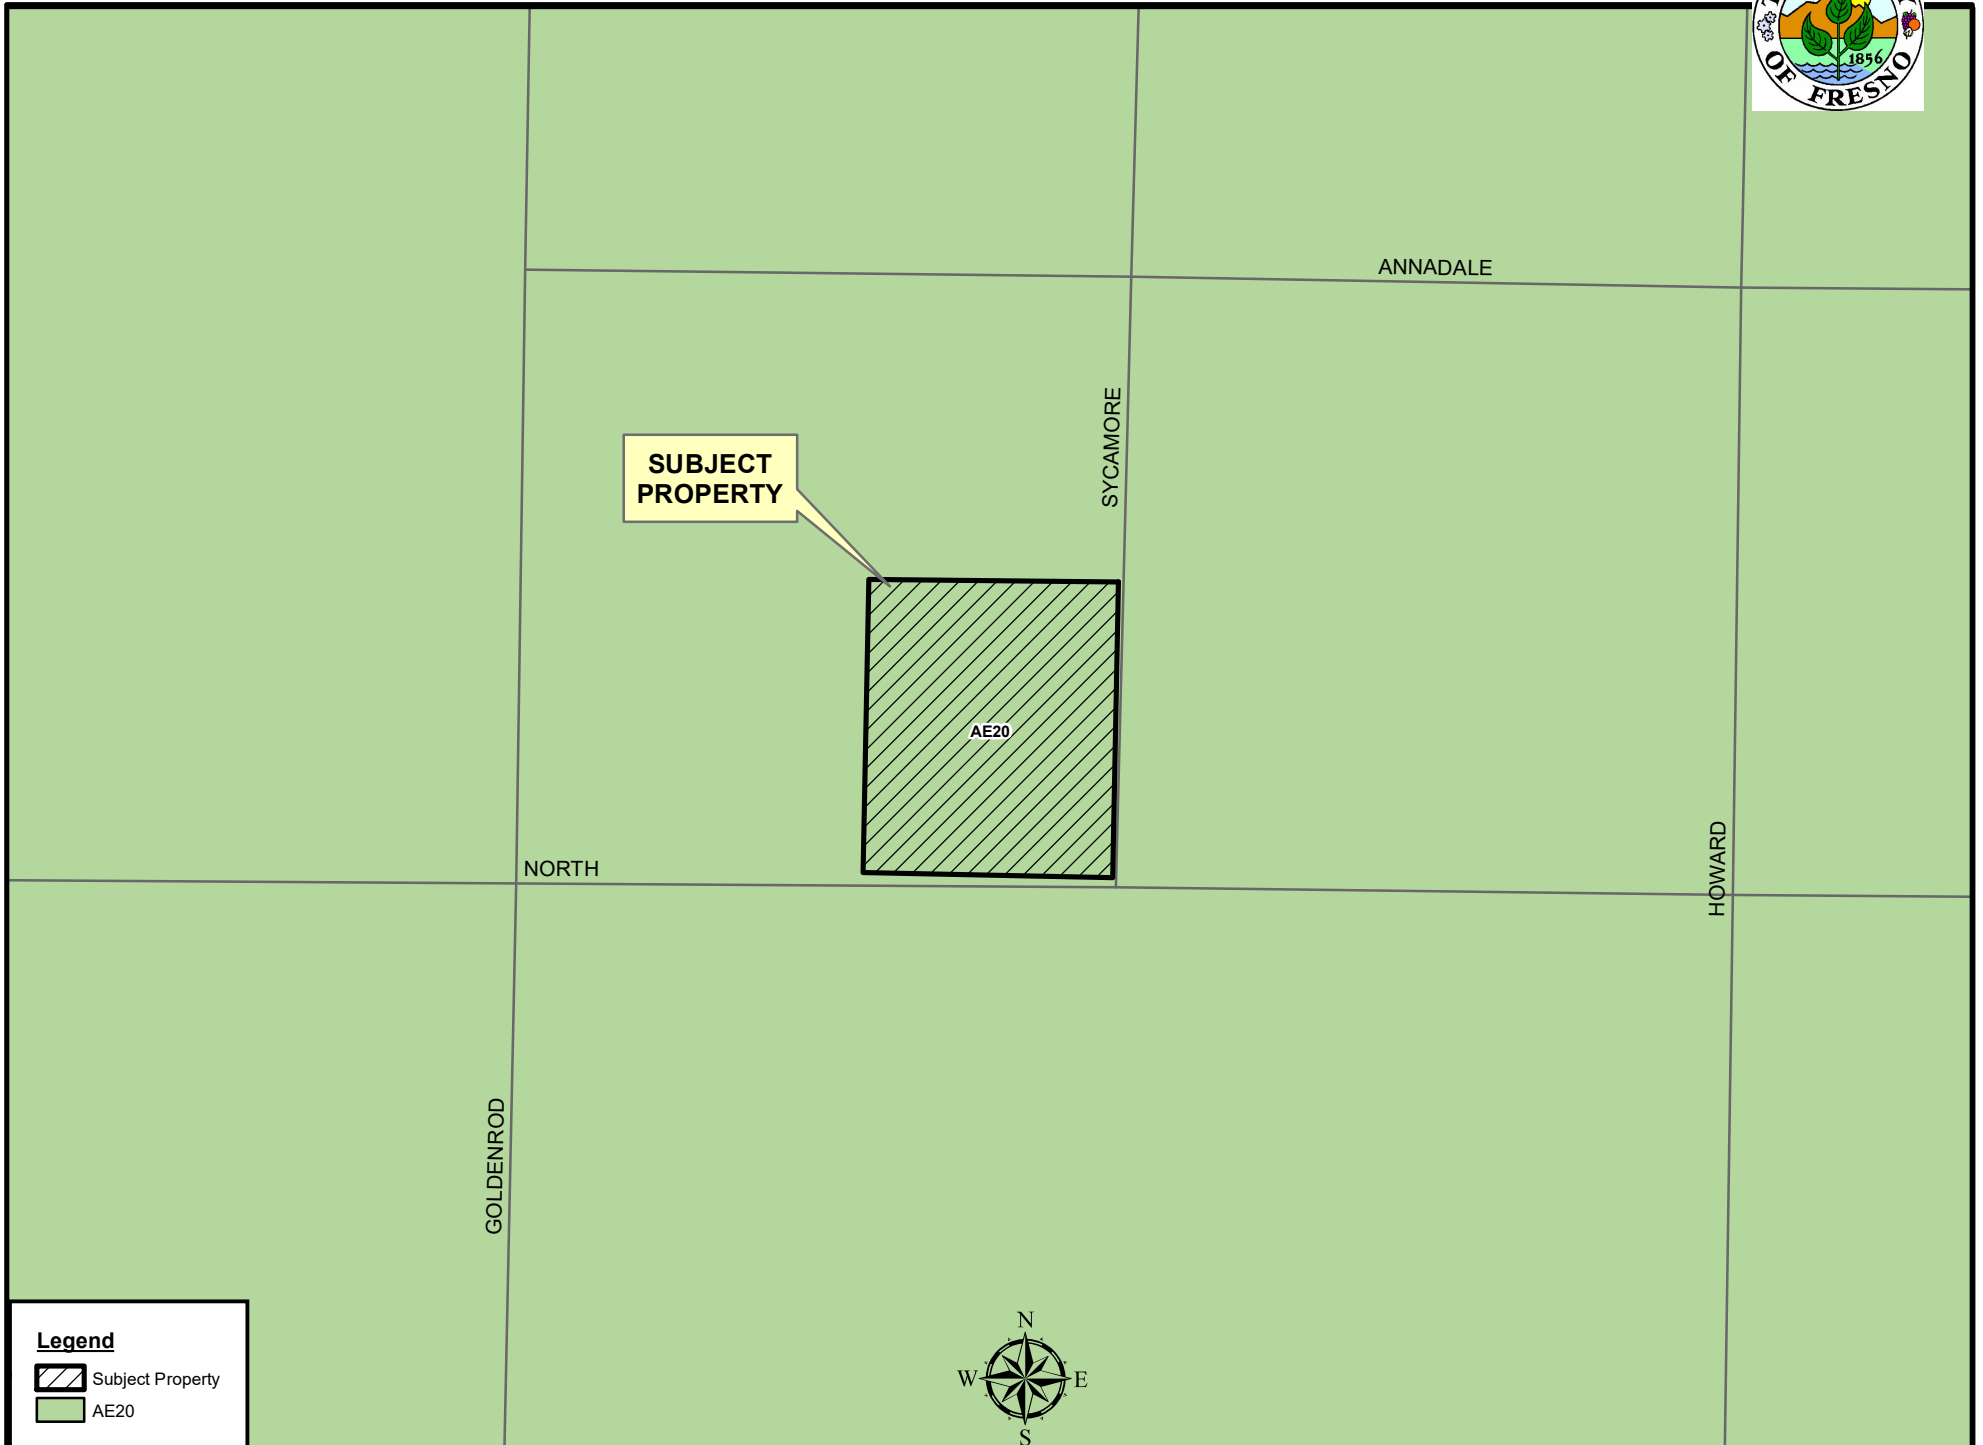 OF FRESNO
1856
ANNADALE
SYCAMORE
SUBJECT
PROPERTY
AE20
NORTH
HOWARD
GOLDENROD
Legend
Subject Property
AE20
N
W
E
S